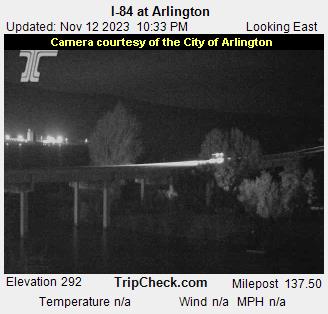 I-84 at Arlington
Updated: Nov 12 2023 10:33 PM Looking East
Camera courtesy of the City of Arlington
Elevation 292 TripCheck.com Milepost 137.50
Temperature n/a Wind n/a MPH n/a